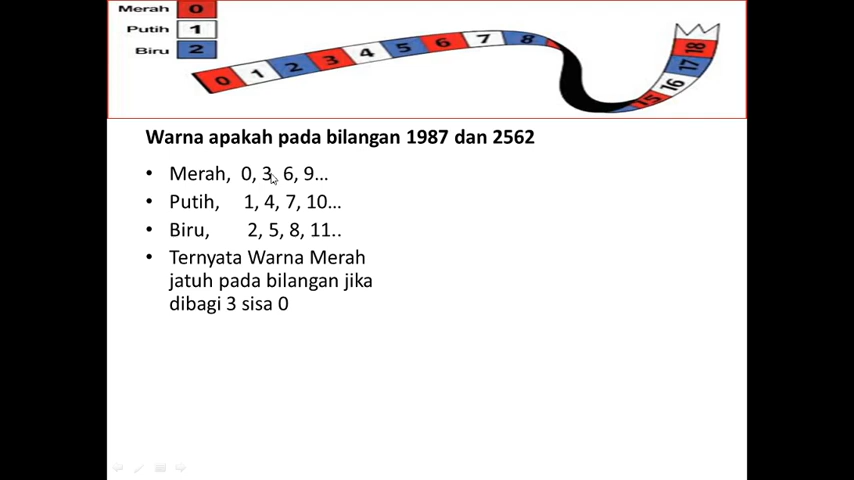 Merah 0
Putih 1
Biru 2
0 1 2 3 4 5 6 7 8 15 16 17 18
Warna apakah pada bilangan 1987 dan 2562
• Merah, 0, 3, 6, 9...
• Putih, 1, 4, 7, 10...
• Biru, 2, 5, 8, 11..
• Ternyata Warna Merah
jatuh pada bilangan jika
dibagi 3 sisa 0